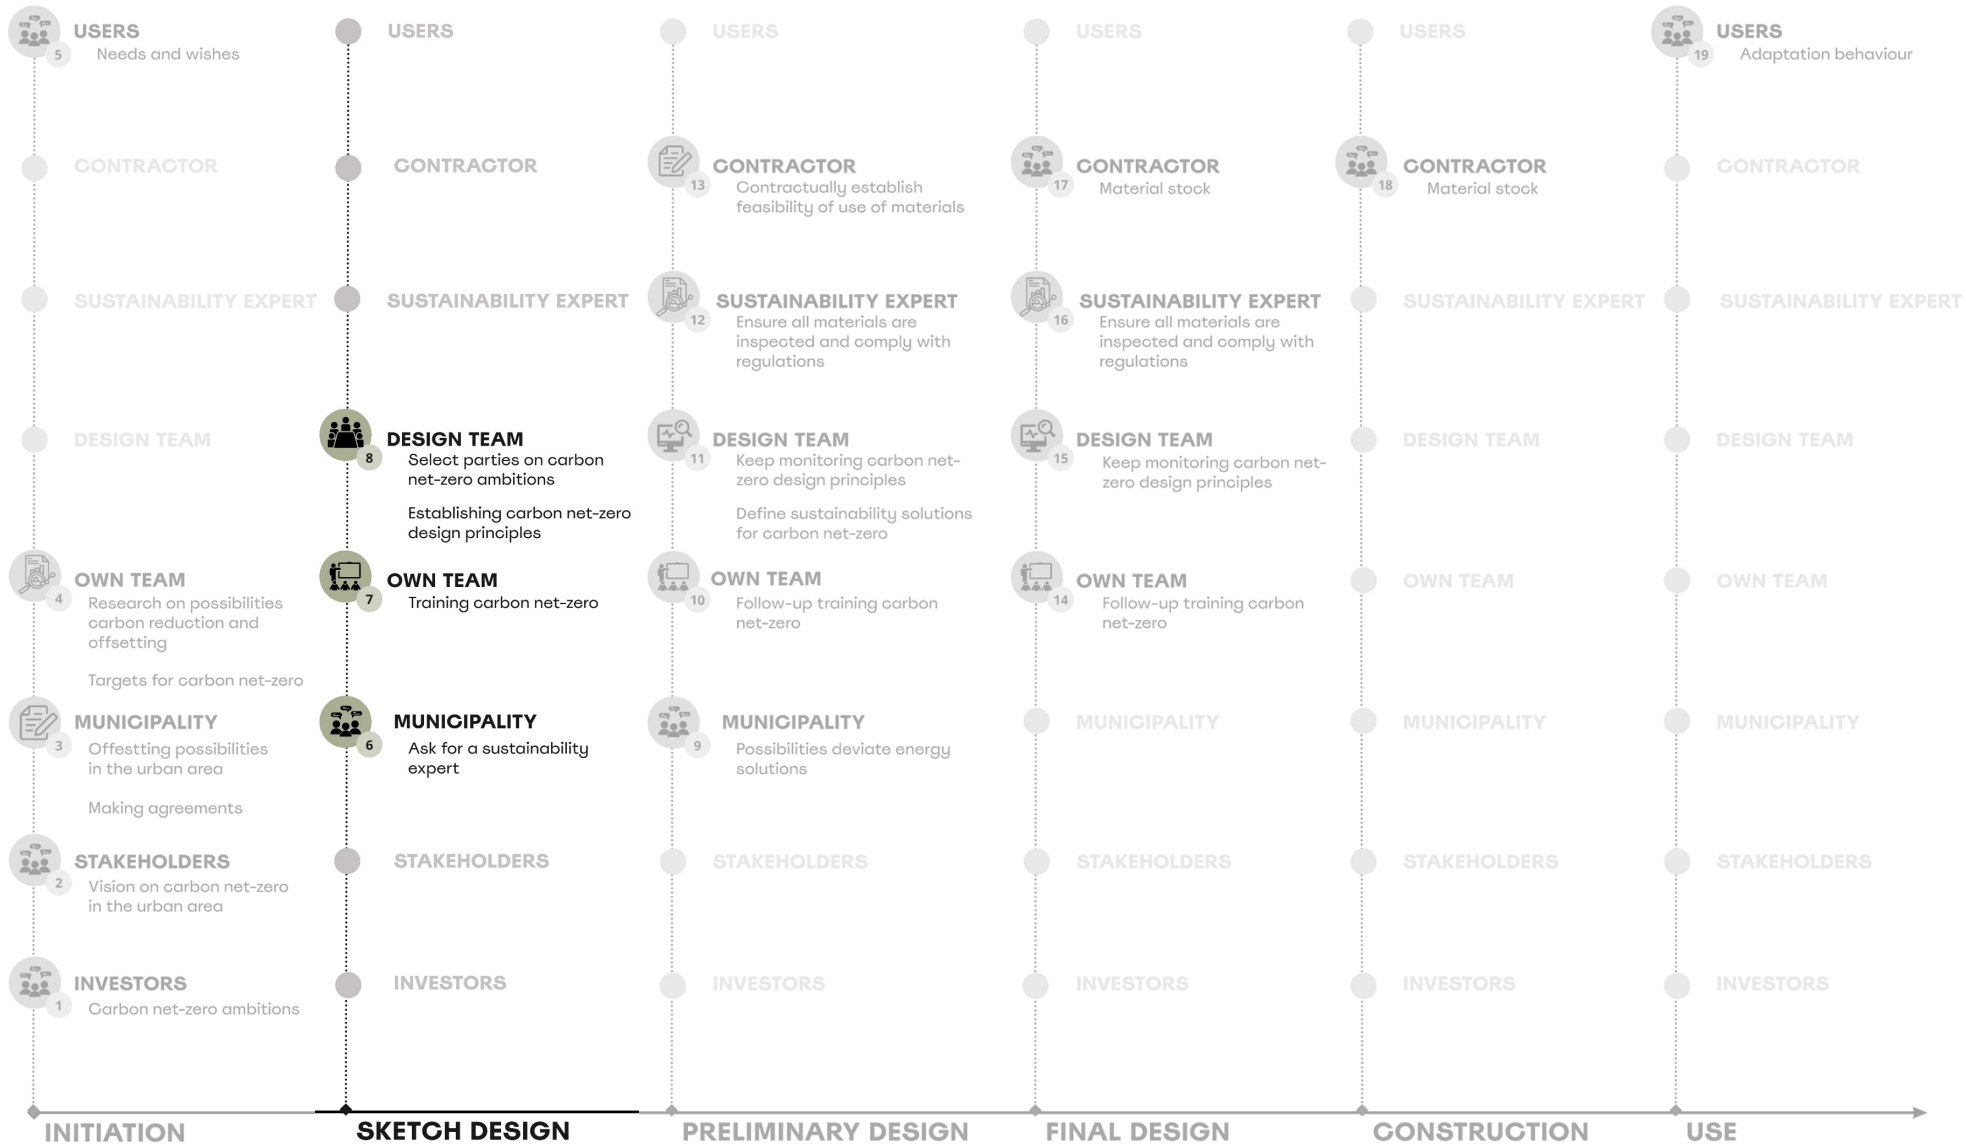 USERS
5
Needs and wishes
CONTRACTOR
SUSTAINABILITY EXPERT
DESIGN TEAM
OWN TEAM
4
Research on possibilities
carbon reduction and
offsetting
Targets for carbon net-zero
MUNICIPALITY
3
Offestting possibilities
in the urban area
Making agreements
STAKEHOLDERS
2
Vision on carbon net-zero
in the urban area
INVESTORS
1
Carbon net-zero ambitions
INITIATION
USERS
CONTRACTOR
SUSTAINABILITY EXPERT
DESIGN TEAM
8
Select parties on carbon
net-zero ambitions
Establishing carbon net-zero
design principles
OWN TEAM
7
Training carbon net-zero
MUNICIPALITY
6
Ask for a sustainability
expert
STAKEHOLDERS
INVESTORS
SKETCH DESIGN
USERS
CONTRACTOR
13
Contractually establish
feasibility of use of materials
SUSTAINABILITY EXPERT
12
Ensure all materials are
inspected and comply with
regulations
DESIGN TEAM
11
Keep monitoring carbon net-
zero design principles
Define sustainability solutions
for carbon net-zero
OWN TEAM
10
Follow-up training carbon
net-zero
MUNICIPALITY
9
Possibilities deviate energy
solutions
STAKEHOLDERS
INVESTORS
PRELIMINARY DESIGN
USERS
CONTRACTOR
17
Material stock
SUSTAINABILITY EXPERT
16
Ensure all materials are
inspected and comply with
regulations
DESIGN TEAM
15
Keep monitoring carbon net-
zero design principles
OWN TEAM
14
Follow-up training carbon
net-zero
MUNICIPALITY
STAKEHOLDERS
INVESTORS
FINAL DESIGN
USERS
CONTRACTOR
18
Material stock
SUSTAINABILITY EXPERT
DESIGN TEAM
OWN TEAM
MUNICIPALITY
STAKEHOLDERS
INVESTORS
CONSTRUCTION
USERS
19
Adaptation behaviour
CONTRACTOR
SUSTAINABILITY EXPERT
DESIGN TEAM
OWN TEAM
MUNICIPALITY
STAKEHOLDERS
INVESTORS
USE